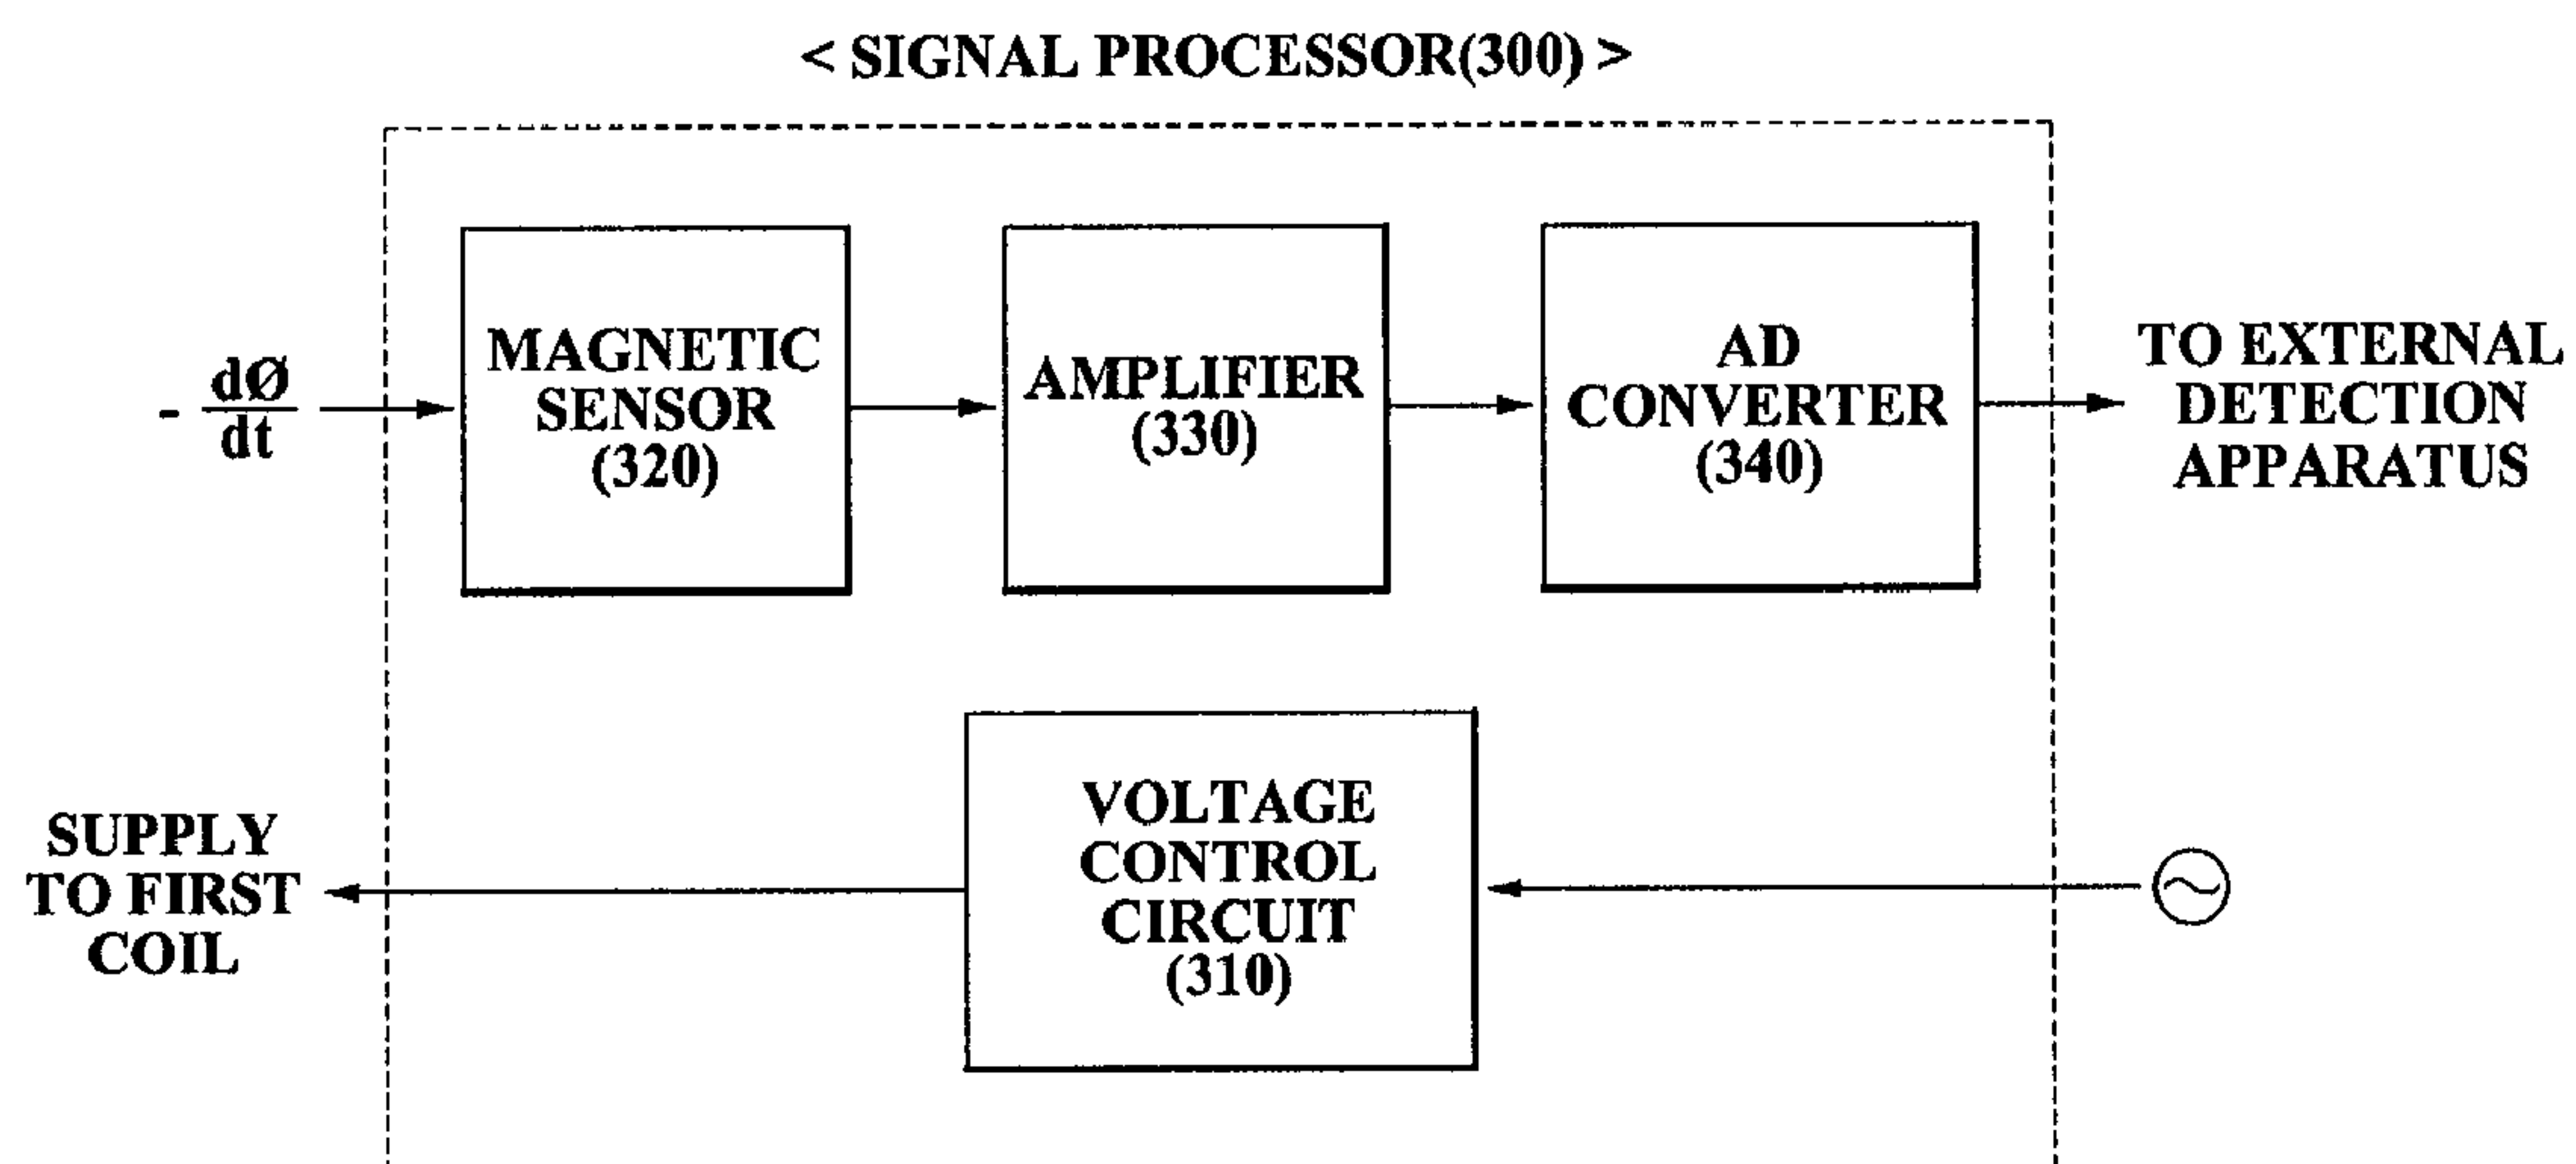 < SIGNAL PROCESSOR(300) >
- dØ
dt
MAGNETIC
SENSOR
(320)
AMPLIFIER
(330)
AD
CONVERTER
(340)
TO EXTERNAL
DETECTION
APPARATUS
SUPPLY
TO FIRST
COIL
VOLTAGE
CONTROL
CIRCUIT
(310)